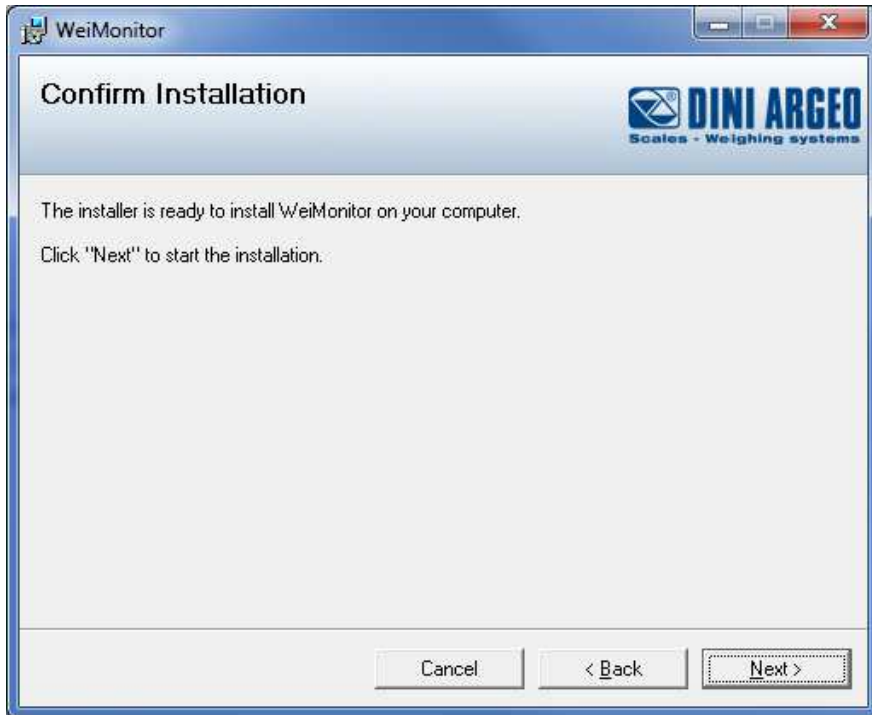 WeiMonitor
Confirm Installation
DINI ARGEO
Scales - Weighing systems
The installer is ready to install WeiMonitor on your computer.
Click "Next" to start the installation.
Cancel
< Back
Next >